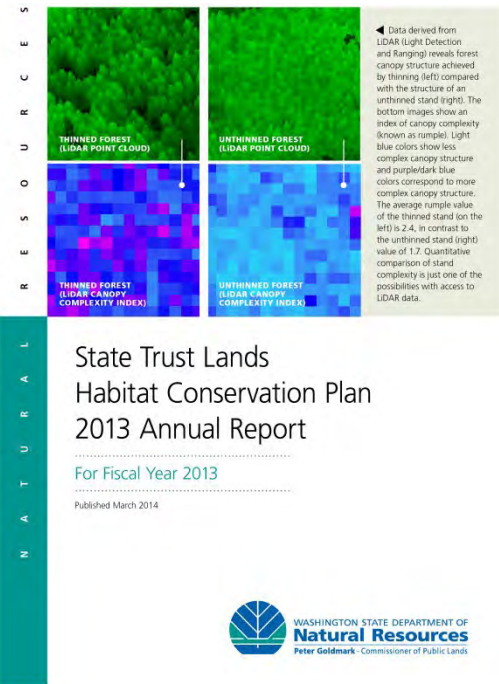 NATURAL RESOURCES
THINNED FOREST
(LiDAR POINT CLOUD)
UNTHINNED FOREST
(LiDAR POINT CLOUD)
THINNED FOREST
(LiDAR CANOPY
COMPLEXITY INDEX)
UNTHINNED FOREST
(LiDAR CANOPY
COMPLEXITY INDEX)
Data derived from
LiDAR (Light Detection
and Ranging) reveals forest
canopy structure achieved
by thinning (left) compared
with the structure of an
unthinned stand (right). The
bottom images show an
index of canopy complexity
(known as rumple). Light
blue colors show less
complex canopy structure
and purple/dark blue
colors correspond to more
complex canopy structure.
The average rumple value
of the thinned stand (on the
left) is 2.4, in contrast to
the unthinned stand (right)
value of 1.7. Quantitative
comparison of stand
complexity is just one of the
possibilities with access to
LiDAR data.
State Trust Lands
Habitat Conservation Plan
2013 Annual Report
For Fiscal Year 2013
Published March 2014
WASHINGTON STATE DEPARTMENT OF
Natural Resources
Peter Goldmark - Commissioner of Public Lands